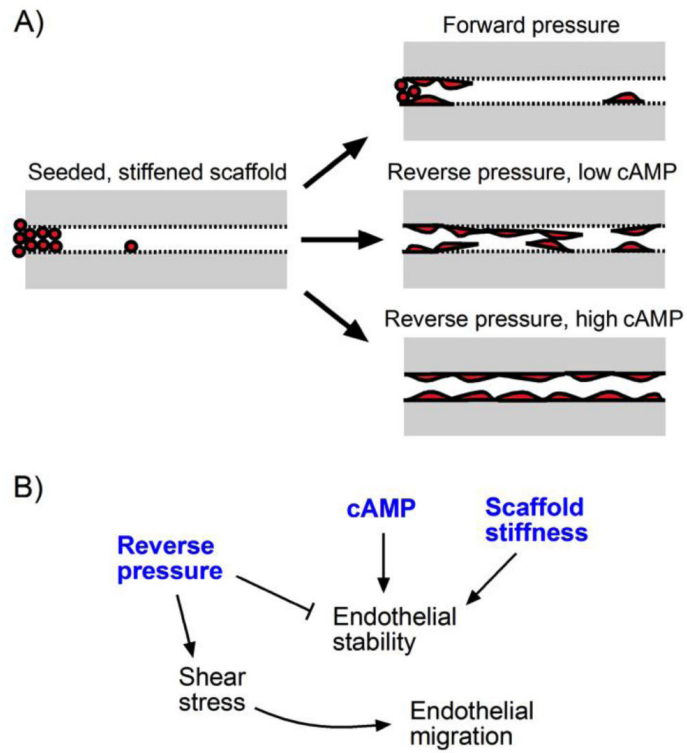 A)
Forward pressure
Seeded, stiffened scaffold
Reverse pressure, low cAMP
Reverse pressure, high cAMP
B)
cAMP
Scaffold
stiffness
Reverse
pressure
Endothelial
stability
Shear
stress
Endothelial
migration